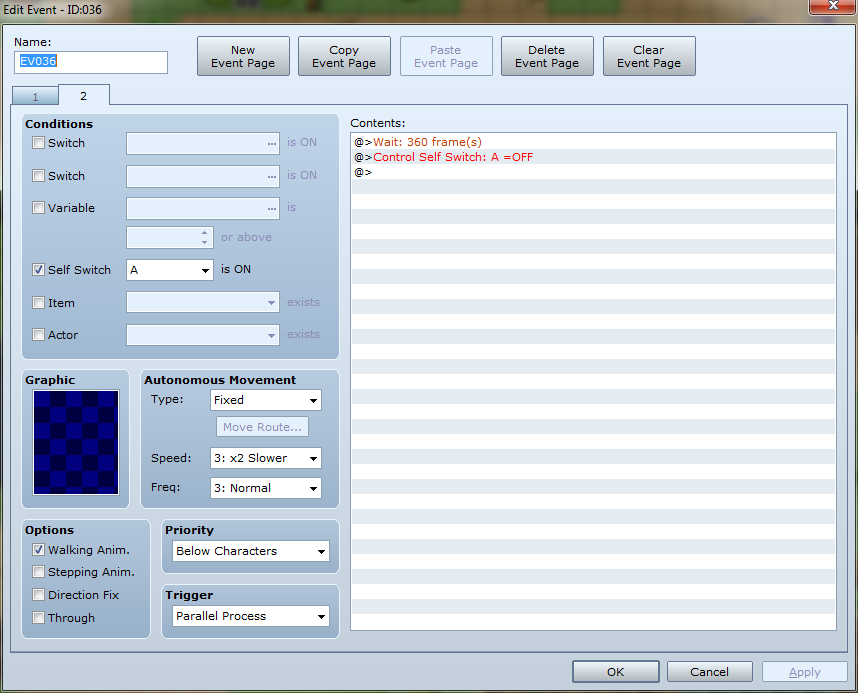 Edit Event - ID:036
Name:
EV036
New
Event Page
Copy
Event Page
Paste
Event Page
Delete
Event Page
Clear
Event Page
1
2
Conditions
Switch ... is ON
Switch ... is ON
Variable ... is
or above
Self Switch A is ON
Item exists
Actor exists
Graphic
Autonomous Movement
Type: Fixed
Move Route...
Speed: 3: x2 Slower
Freq: 3: Normal
Options
Walking Anim.
Stepping Anim.
Direction Fix
Through
Priority
Below Characters
Trigger
Parallel Process
Contents:
@>Wait: 360 frame(s)
@>Control Self Switch: A =OFF
@>
OK
Cancel
Apply